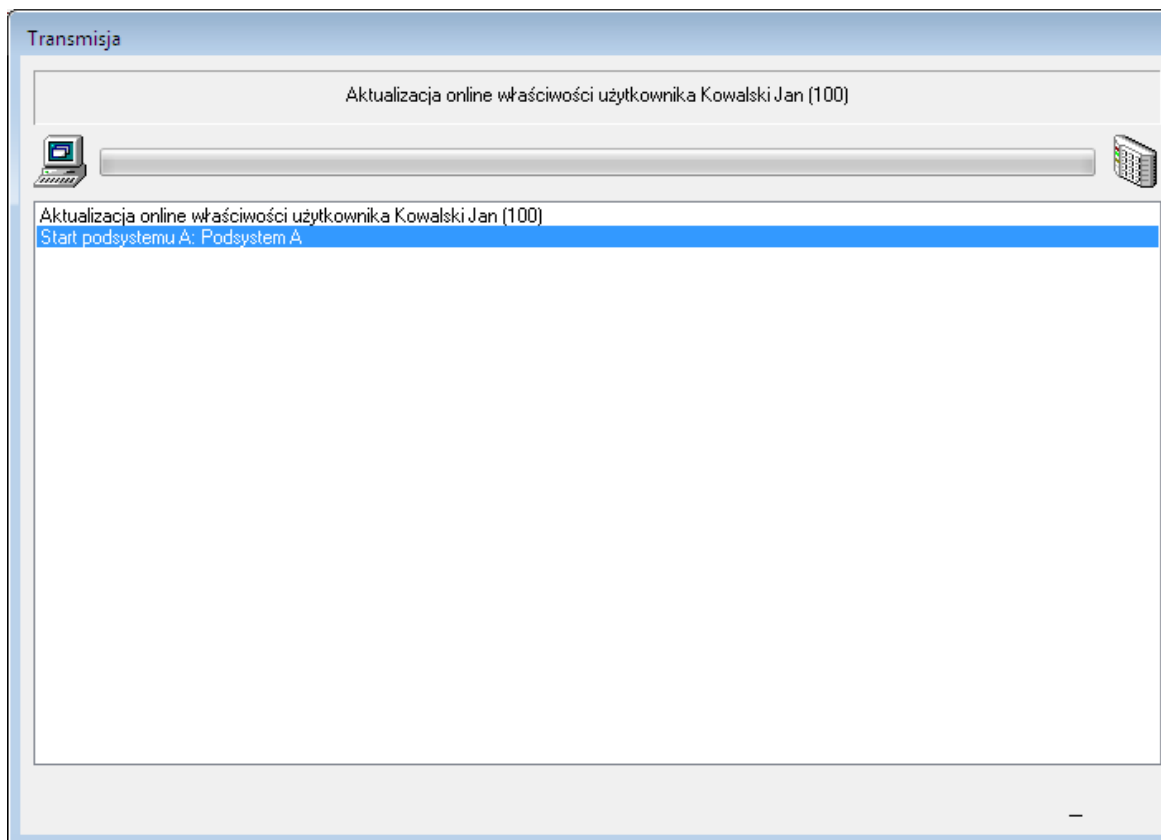 Transmisja
Aktualizacja online właściwości użytkownika Kowalski Jan (100)
Aktualizacja online właściwości użytkownika Kowalski Jan (100)
Start podsystemu A: Podsystem A